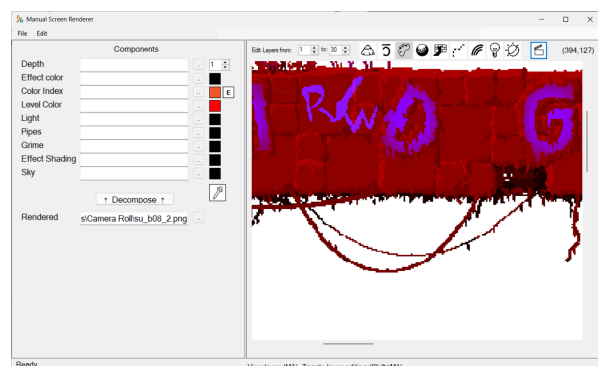 Manual Screen Renderer
File Edit
Components
Depth
1
Effect color
Color Index
E
Level Color
Light
Pipes
Grime
Effect Shading
Sky
↑ Decompose ↑
Rendered s\Camera Roll\su_b08_2.png
Edit Layers from: 1 to: 30
(394,127)
Ready